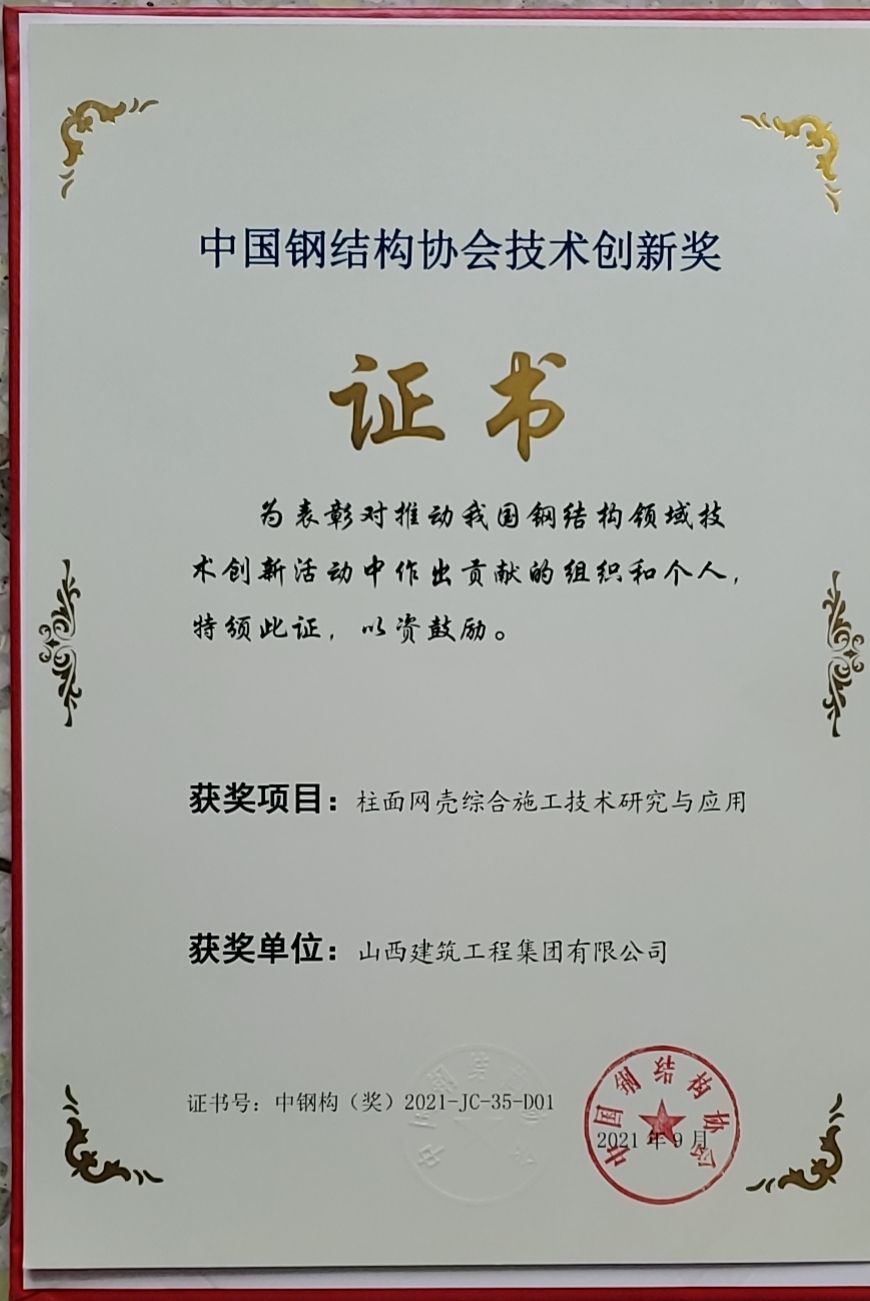 中国钢结构协会技术创新奖
证书
为表彰对推动我国钢结构领域技
术创新活动中作出贡献的组织和个人，
特颁此证，以资鼓励。
获奖项目：柱面网壳综合施工技术研究与应用
获奖单位：山西建筑工程集团有限公司
证书号：中钢构（奖）2021-JC-35-D01
中国钢结构协会
2021年9月